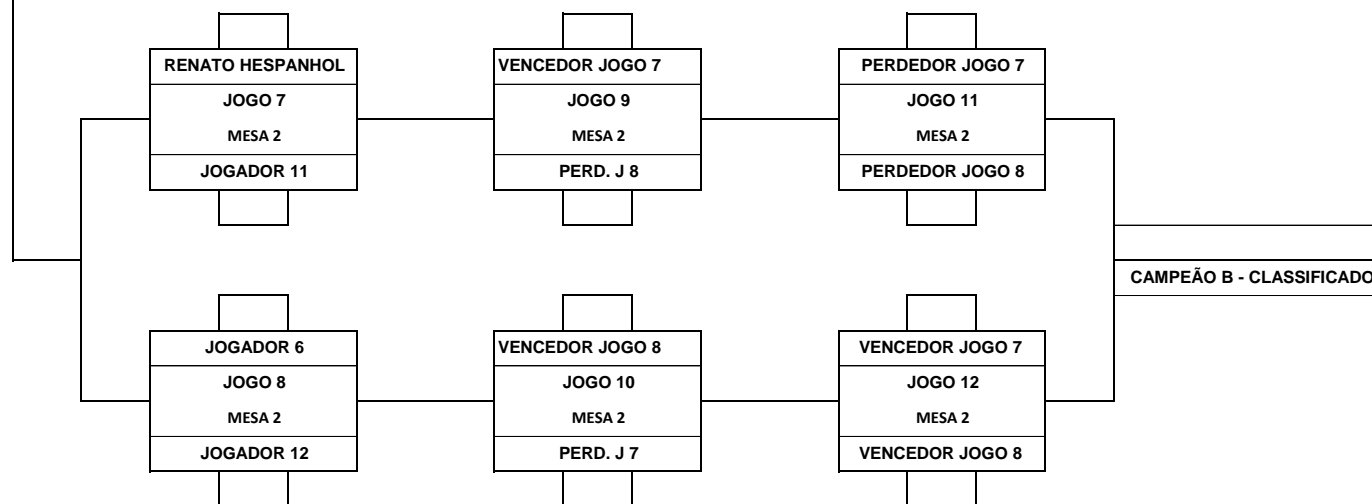 RENATO HESPANHOL
JOGO 7
MESA 2
JOGADOR 11
VENCEDOR JOGO 7
JOGO 9
MESA 2
PERD. J 8
PERDEDOR JOGO 7
JOGO 11
MESA 2
PERDEDOR JOGO 8
CAMPEÃO B - CLASSIFICADO
JOGADOR 6
JOGO 8
MESA 2
JOGADOR 12
VENCEDOR JOGO 8
JOGO 10
MESA 2
PERD. J 7
VENCEDOR JOGO 7
JOGO 12
MESA 2
VENCEDOR JOGO 8